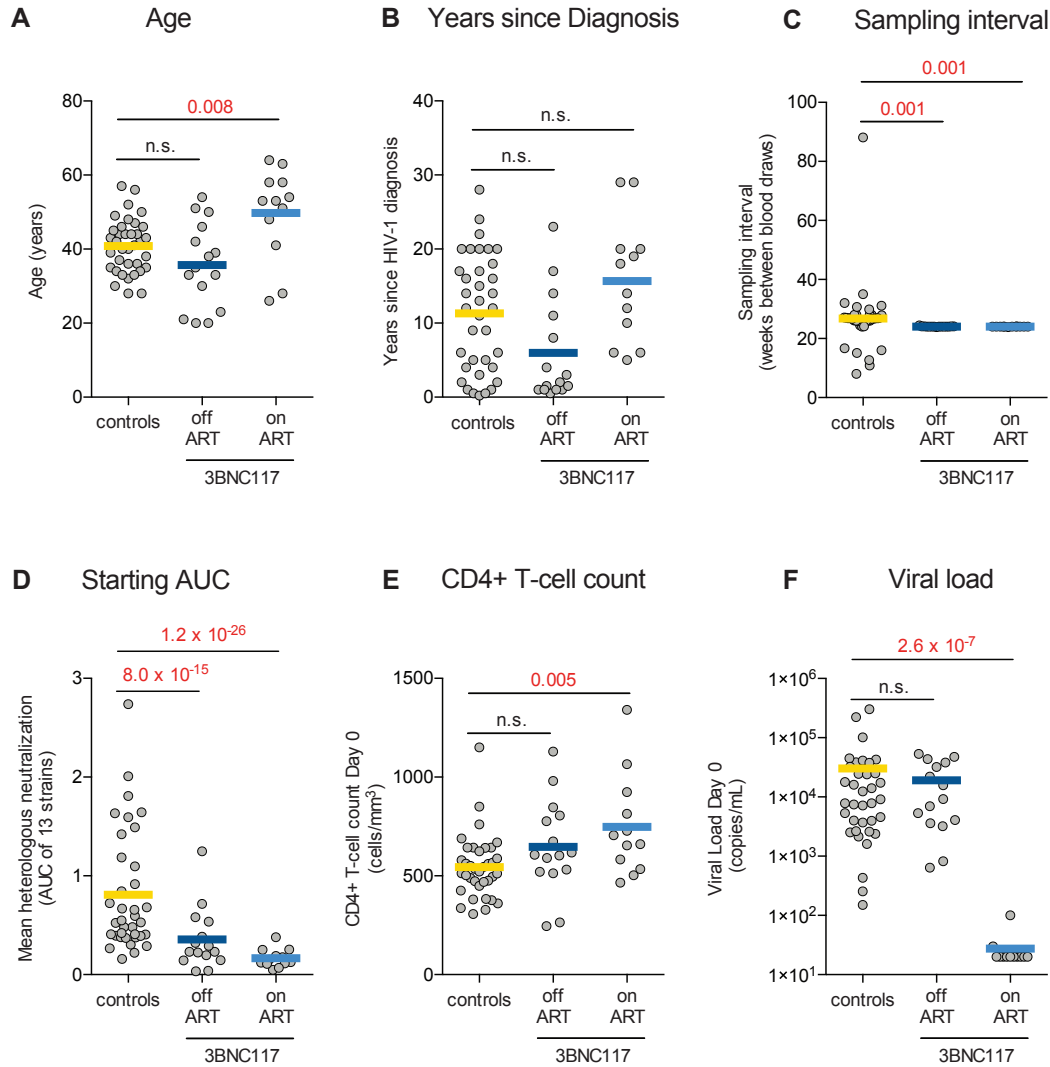 A Age
0.008
n.s.
80
60
40
20
0
Age (years)
controls
off
ART
on
ART
3BNC117
B Years since Diagnosis
n.s.
n.s.
40
30
20
10
0
Years since HIV-1 diagnosis
controls
off
ART
on
ART
3BNC117
C Sampling interval
0.001
0.001
100
80
60
40
20
0
Sampling interval
(weeks between blood draws)
controls
off
ART
on
ART
3BNC117
D Starting AUC
1.2 x 10⁻²⁶
8.0 x 10⁻¹⁵
3
2
1
0
Mean heterologous neutralization
(AUC of 13 strains)
controls
off
ART
on
ART
3BNC117
E CD4+ T-cell count
0.005
n.s.
1500
1000
500
0
CD4+ T-cell count Day 0
(cells/mm³)
controls
off
ART
on
ART
3BNC117
F Viral load
2.6 x 10⁻⁷
n.s.
1×10⁶
1×10⁵
1×10⁴
1×10³
1×10²
1×10¹
Viral Load Day 0
(copies/mL)
controls
off
ART
on
ART
3BNC117